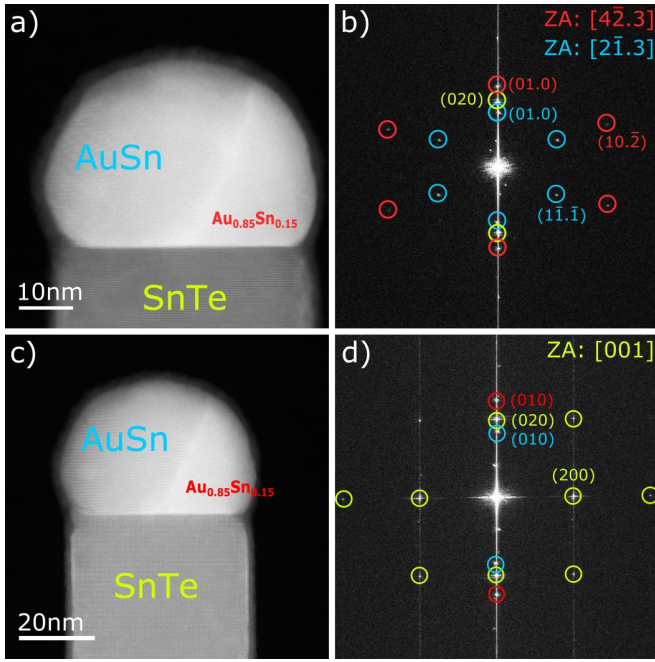 a)
AuSn
Au₀.₈₅Sn₀.₁₅
SnTe
10nm
b)
ZA: [42̅.3]
ZA: [21̅.3]
(01.0)
(020)
(01.0)
(10.2̅)
(11̅.1̅)
c)
AuSn
Au₀.₈₅Sn₀.₁₅
SnTe
20nm
d)
ZA: [001]
(010)
(020)
(010)
(200)